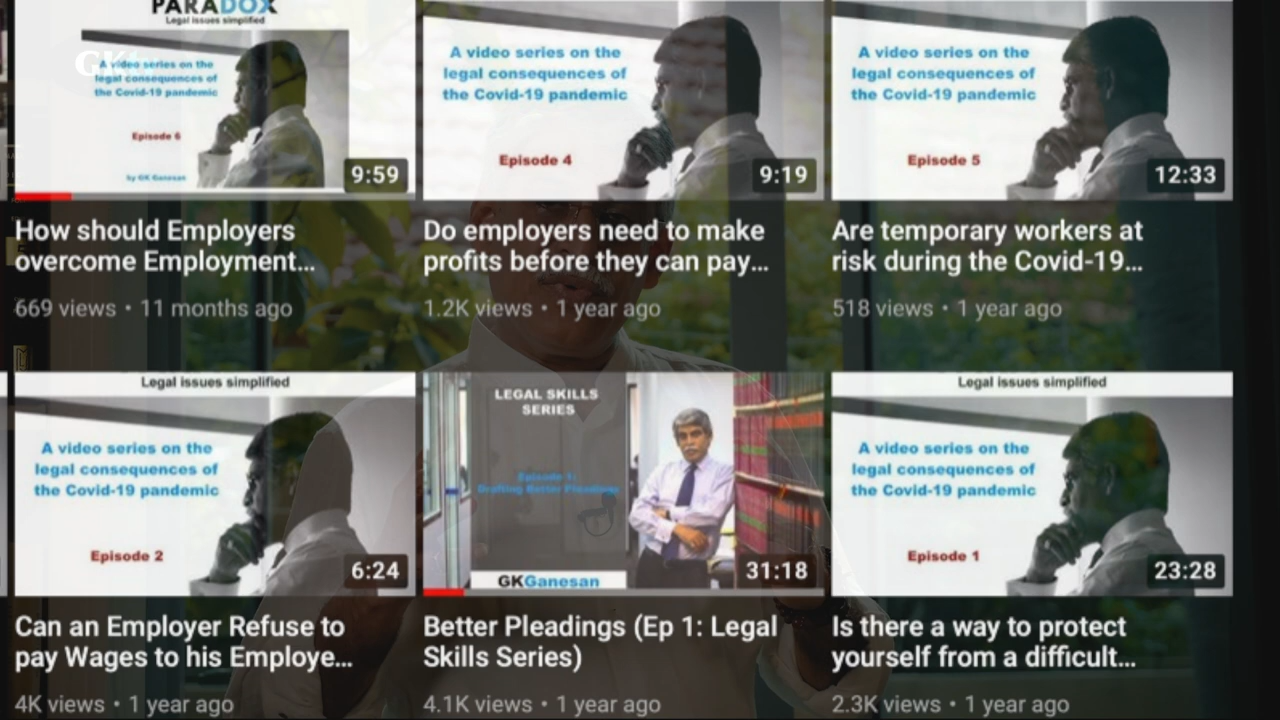 PARADOX
Legal issues simplified
GK
A video series on the
legal consequences of
the Covid-19 pandemic
Episode 6
by GK Ganesan
9:59
A video series on the
legal consequences of
the Covid-19 pandemic
Episode 4
9:19
A video series on the
legal consequences of
the Covid-19 pandemic
Episode 5
12:33
How should Employers
overcome Employment...
669 views • 11 months ago
Do employers need to make
profits before they can pay...
1.2K views • 1 year ago
Are temporary workers at
risk during the Covid-19...
518 views • 1 year ago
Legal issues simplified
A video series on the
legal consequences of
the Covid-19 pandemic
Episode 2
6:24
LEGAL SKILLS
SERIES
Episode 1:
Drafting Better Pleadings
GKGanesan
31:18
Legal issues simplified
A video series on the
legal consequences of
the Covid-19 pandemic
Episode 1
23:28
Can an Employer Refuse to
pay Wages to his Employe...
4K views • 1 year ago
Better Pleadings (Ep 1: Legal
Skills Series)
4.1K views • 1 year ago
Is there a way to protect
yourself from a difficult...
2.3K views • 1 year ago